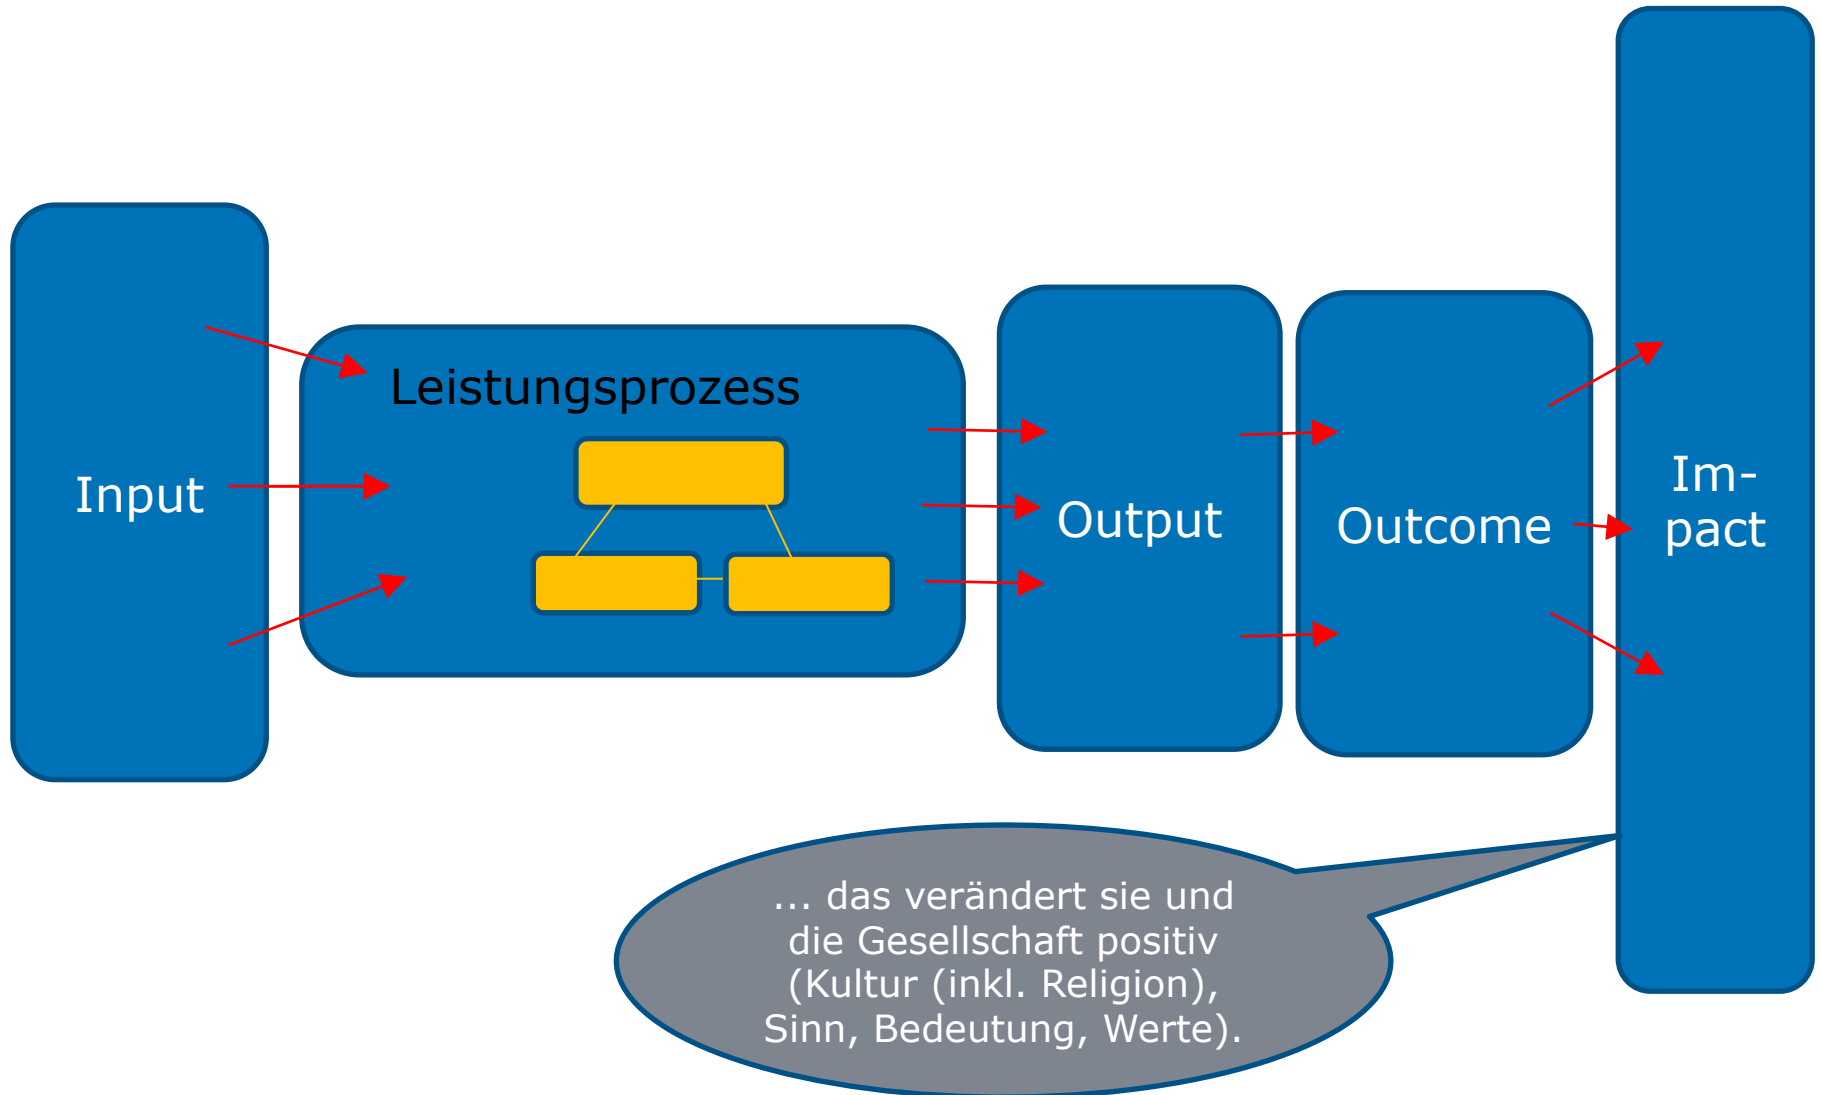 Input
Leistungsprozess
Output
Outcome
Im-
pact
... das verändert sie und
die Gesellschaft positiv
(Kultur (inkl. Religion),
Sinn, Bedeutung, Werte).